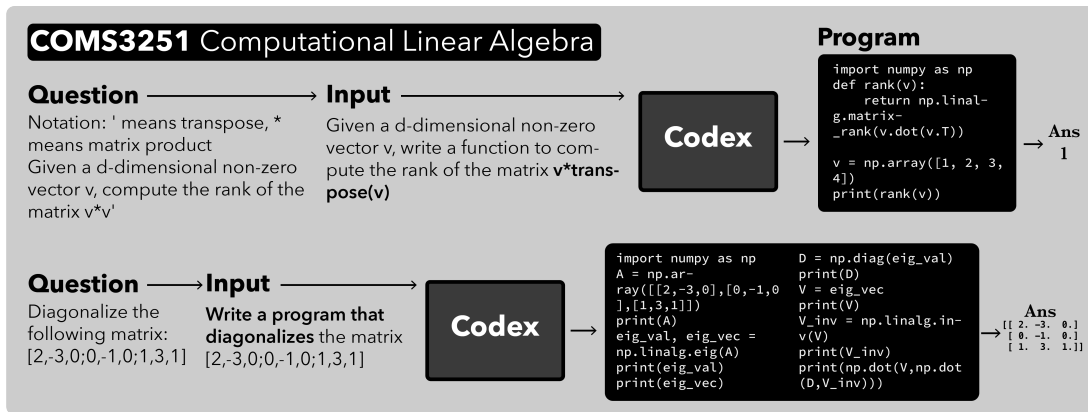 COMS3251 Computational Linear Algebra
Question
Notation: ' means transpose, *
means matrix product
Given a d-dimensional non-zero
vector v, compute the rank of the
matrix v*v'
Input
Given a d-dimensional non-zero
vector v, write a function to com-
pute the rank of the matrix v*trans-
pose(v)
Codex
Program
import numpy as np
def rank(v):
    return np.linal-
g.matrix-
_rank(v.dot(v.T))
v = np.array([1, 2, 3,
4])
print(rank(v))
Ans
1
Question
Diagonalize the
following matrix:
[2,-3,0;0,-1,0;1,3,1]
Input
Write a program that
diagonalizes the matrix
[2,-3,0;0,-1,0;1,3,1]
Codex
import numpy as np
A = np.ar-
ray([[2,-3,0],[0,-1,0
],[1,3,1]])
print(A)
eig_val, eig_vec =
np.linalg.eig(A)
print(eig_val)
print(eig_vec)
D = np.diag(eig_val)
print(D)
V = eig_vec
print(V)
V_inv = np.linalg.in-
v(V)
print(V_inv)
print(np.dot(V,np.dot
(D,V_inv)))
Ans
[[ 2. -3. 0.]
[ 0. -1. 0.]
[ 1. 3. 1.]]